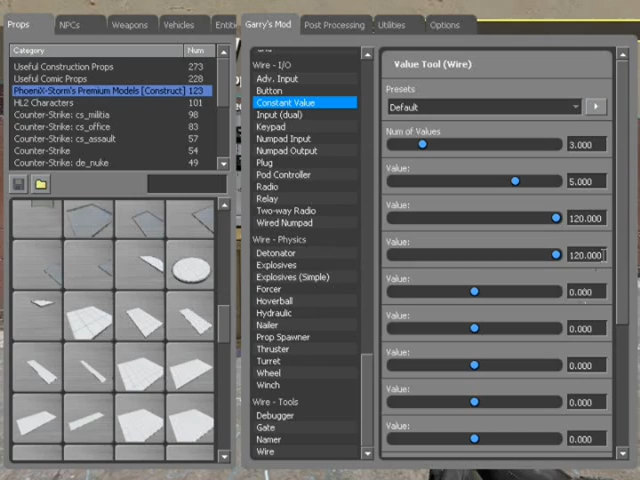 Props NPCs Weapons Vehicles Entiti
Category Num
Useful Construction Props 273
Useful Comic Props 228
PhoeniX-Storm's Premium Models [Construct] 123
HL2 Characters 101
Counter-Strike: cs_militia 98
Counter-Strike: cs_office 83
Counter-Strike: cs_assault 57
Counter-Strike 54
Counter-Strike: de_nuke 49
Garry's Mod Post Processing Utilities Options
Wire - I/O
Adv. Input
Button
Constant Value
Input (dual)
Keypad
Numpad Input
Numpad Output
Plug
Pod Controller
Radio
Relay
Two-way Radio
Wired Numpad
Wire - Physics
Detonator
Explosives
Explosives (Simple)
Forcer
Hoverball
Hydraulic
Nailer
Prop Spawner
Thruster
Turret
Wheel
Winch
Wire - Tools
Debugger
Gate
Namer
Wire
Value Tool (Wire)
Presets
Default
Num of Values
3.000
Value:
5.000
Value:
120.000
Value:
120.000
Value:
0.000
Value:
0.000
Value:
0.000
Value:
0.000
Value:
0.000